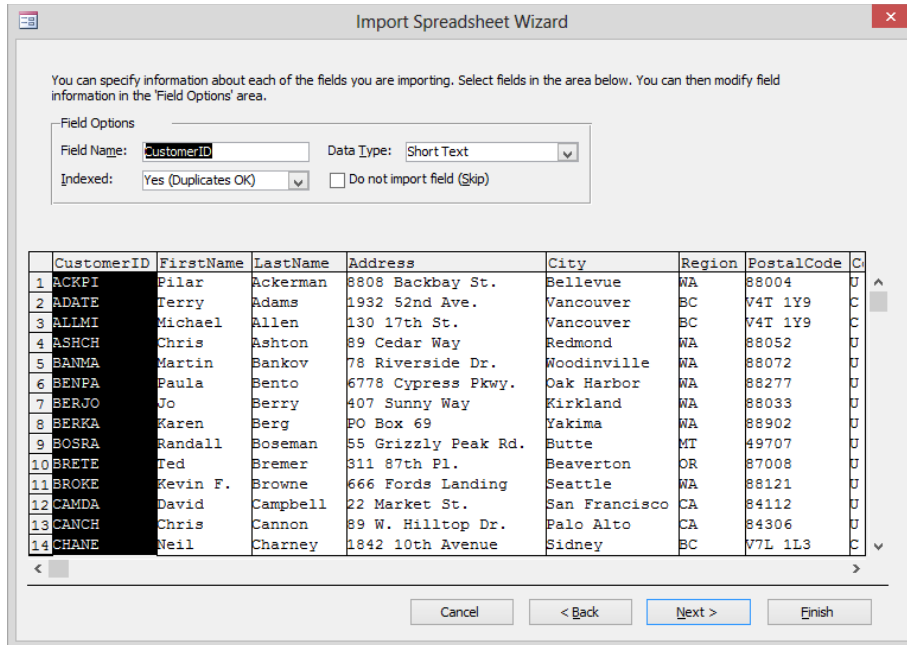 Import Spreadsheet Wizard
You can specify information about each of the fields you are importing. Select fields in the area below. You can then modify field
information in the 'Field Options' area.
Field Options
Field Name: CustomerID Data Type: Short Text
Indexed: Yes (Duplicates OK) Do not import field (Skip)
CustomerID FirstName LastName Address City Region PostalCode
1 ACKPI Pilar Ackerman 8808 Backbay St. Bellevue WA 88004 U
2 ADATE Terry Adams 1932 52nd Ave. Vancouver BC V4T 1Y9 C
3 ALLMI Michael Allen 130 17th St. Vancouver BC V4T 1Y9 C
4 ASHCH Chris Ashton 89 Cedar Way Redmond WA 88052 U
5 BANMA Martin Bankov 78 Riverside Dr. Woodinville WA 88072 U
6 BENPA Paula Bento 6778 Cypress Pkwy. Oak Harbor WA 88277 U
7 BERJO Jo Berry 407 Sunny Way Kirkland WA 88033 U
8 BERKA Karen Berg PO Box 69 Yakima WA 88902 U
9 BOSRA Randall Boseman 55 Grizzly Peak Rd. Butte MT 49707 U
10 BRETE Ted Bremer 311 87th Pl. Beaverton OR 87008 U
11 BROKE Kevin F. Browne 666 Fords Landing Seattle WA 88121 U
12 CAMDA David Campbell 22 Market St. San Francisco CA 84112 U
13 CANCH Chris Cannon 89 W. Hilltop Dr. Palo Alto CA 84306 U
14 CHANE Neil Charney 1842 10th Avenue Sidney BC V7L 1L3 C
Cancel < Back Next > Finish